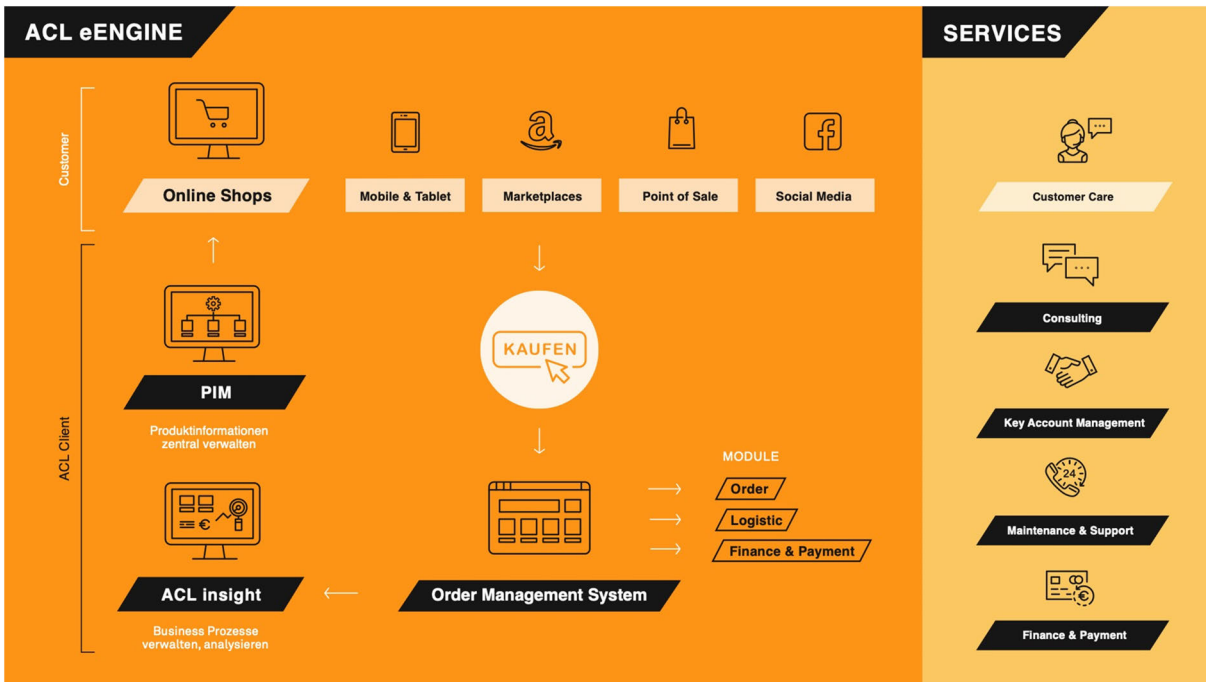 ACL eENGINE
SERVICES
Customer
Online Shops
Mobile & Tablet
a
Marketplaces
Point of Sale
f
Social Media
ACL Client
PIM
Produktinformationen
zentral verwalten
KAUFEN
€
ACL insight
Business Prozesse
verwalten, analysieren
Order Management System
MODULE
Order
Logistic
Finance & Payment
Customer Care
Consulting
Key Account Management
24
Maintenance & Support
€
Finance & Payment